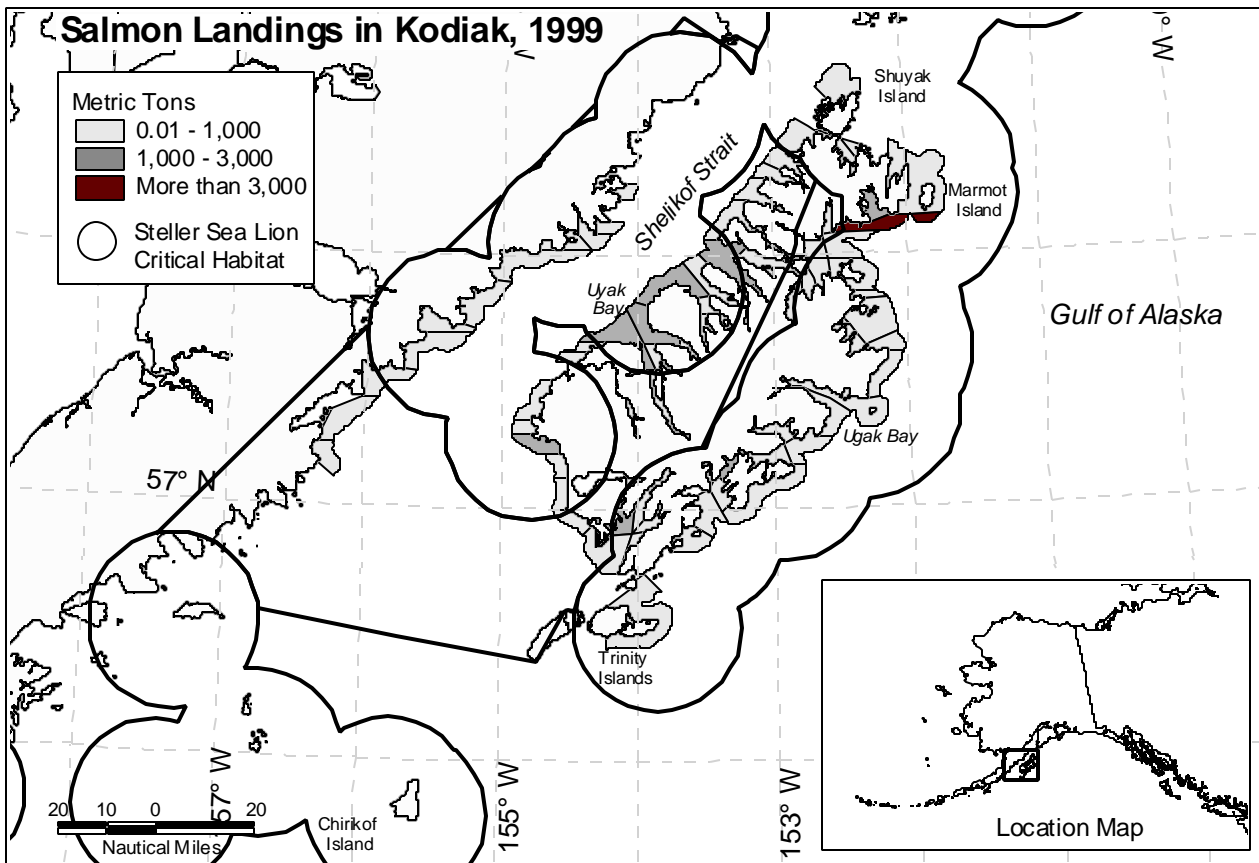 Salmon Landings in Kodiak, 1999
W
° W
Metric Tons
0.01 - 1,000
1,000 - 3,000
More than 3,000
Steller Sea Lion
Critical Habitat
Shuyak
Island
Shelikof Strait
Marmot
Island
Uyak
Bay
Gulf of Alaska
Ugak Bay
57° N
Trinity
Islands
57° W
155° W
153° W
20 10 0 20
Nautical Miles
Chirikof
Island
Location Map